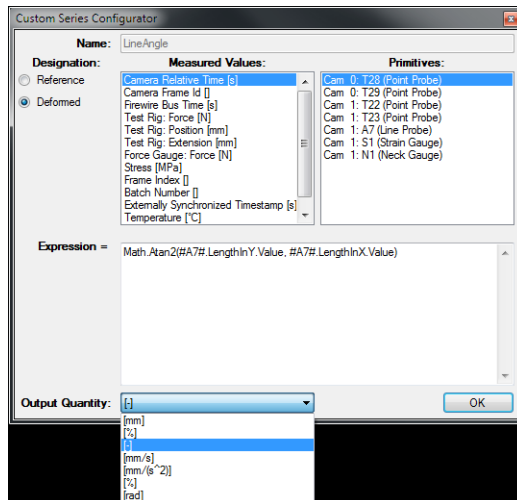 Custom Series Configurator
Name: LineAngle
Designation: Measured Values: Primitives:
Reference
Deformed
Camera Relative Time [s]
Camera Frame Id []
Firewire Bus Time [s]
Test Rig: Force [N]
Test Rig: Position [mm]
Test Rig: Extension [mm]
Force Gauge: Force [N]
Stress [MPa]
Frame Index []
Batch Number []
Externally Synchronized Timestamp [s]
Temperature [°C]
Cam 0: T28 (Point Probe)
Cam 0: T29 (Point Probe)
Cam 1: T22 (Point Probe)
Cam 1: T23 (Point Probe)
Cam 1: A7 (Line Probe)
Cam 1: S1 (Strain Gauge)
Cam 1: N1 (Neck Gauge)
Expression = Math.Atan2(#A7#.LengthInY.Value, #A7#.LengthInX.Value)
Output Quantity: [-] OK
[mm]
[%]
[-]
[mm/s]
[mm/(s^2)]
[%]
[rad]